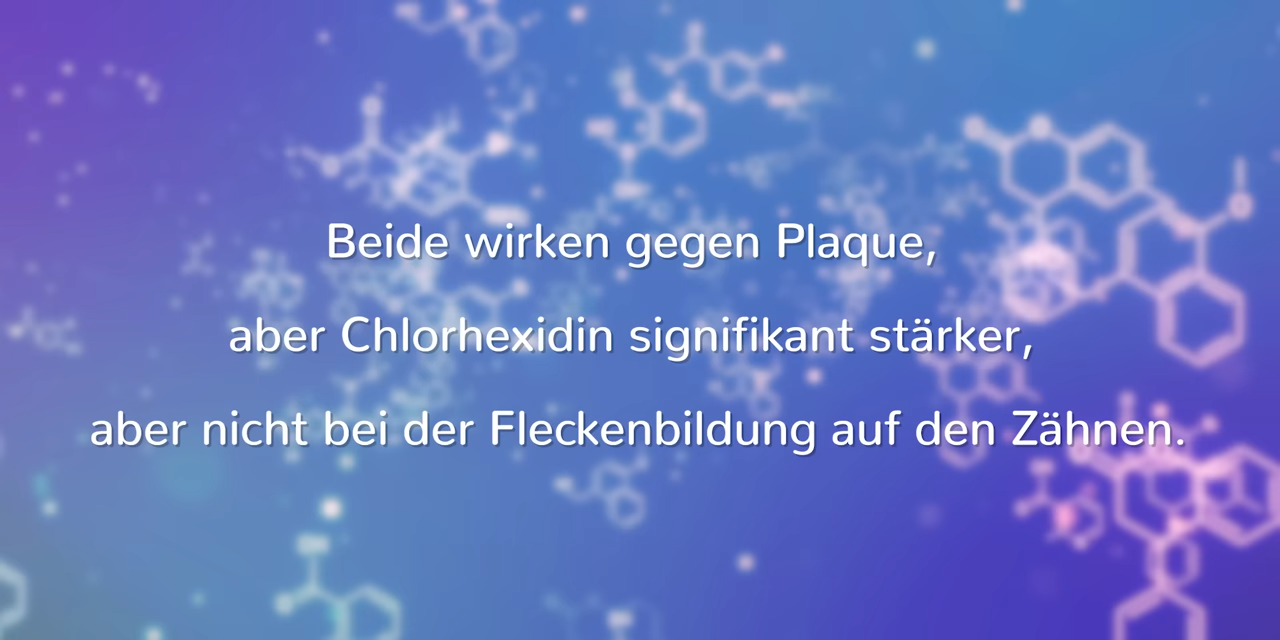 Beide wirken gegen Plaque,
aber Chlorhexidin signifikant stärker,
aber nicht bei der Fleckenbildung auf den Zähnen.